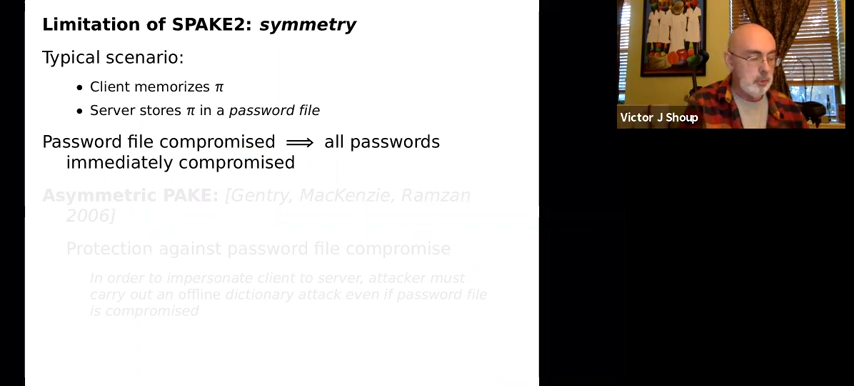 Limitation of SPAKE2: symmetry
Typical scenario:
• Client memorizes π
• Server stores π in a password file
Password file compromised ⟹ all passwords
immediately compromised
Asymmetric PAKE: [Gentry, MacKenzie, Ramzan
2006]
Protection against password file compromise
In order to impersonate client to server, attacker must
carry out an offline dictionary attack even if password file
is compromised
Victor J Shoup